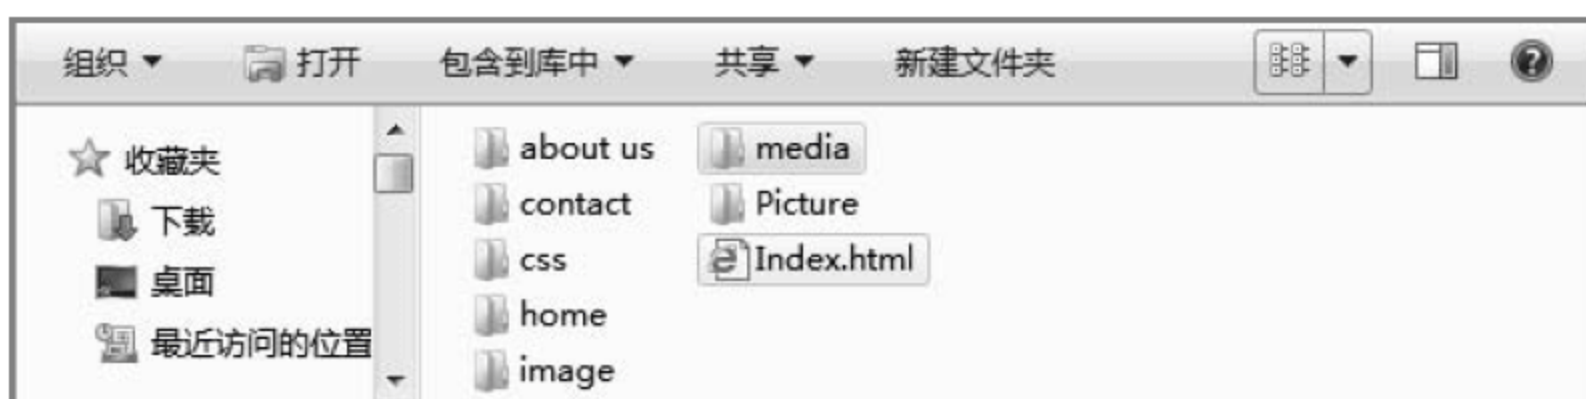 组织 打开 包含到库中 共享 新建文件夹
收藏夹
下载
桌面
最近访问的位置
about us
contact
css
home
image
media
Picture
Index.html